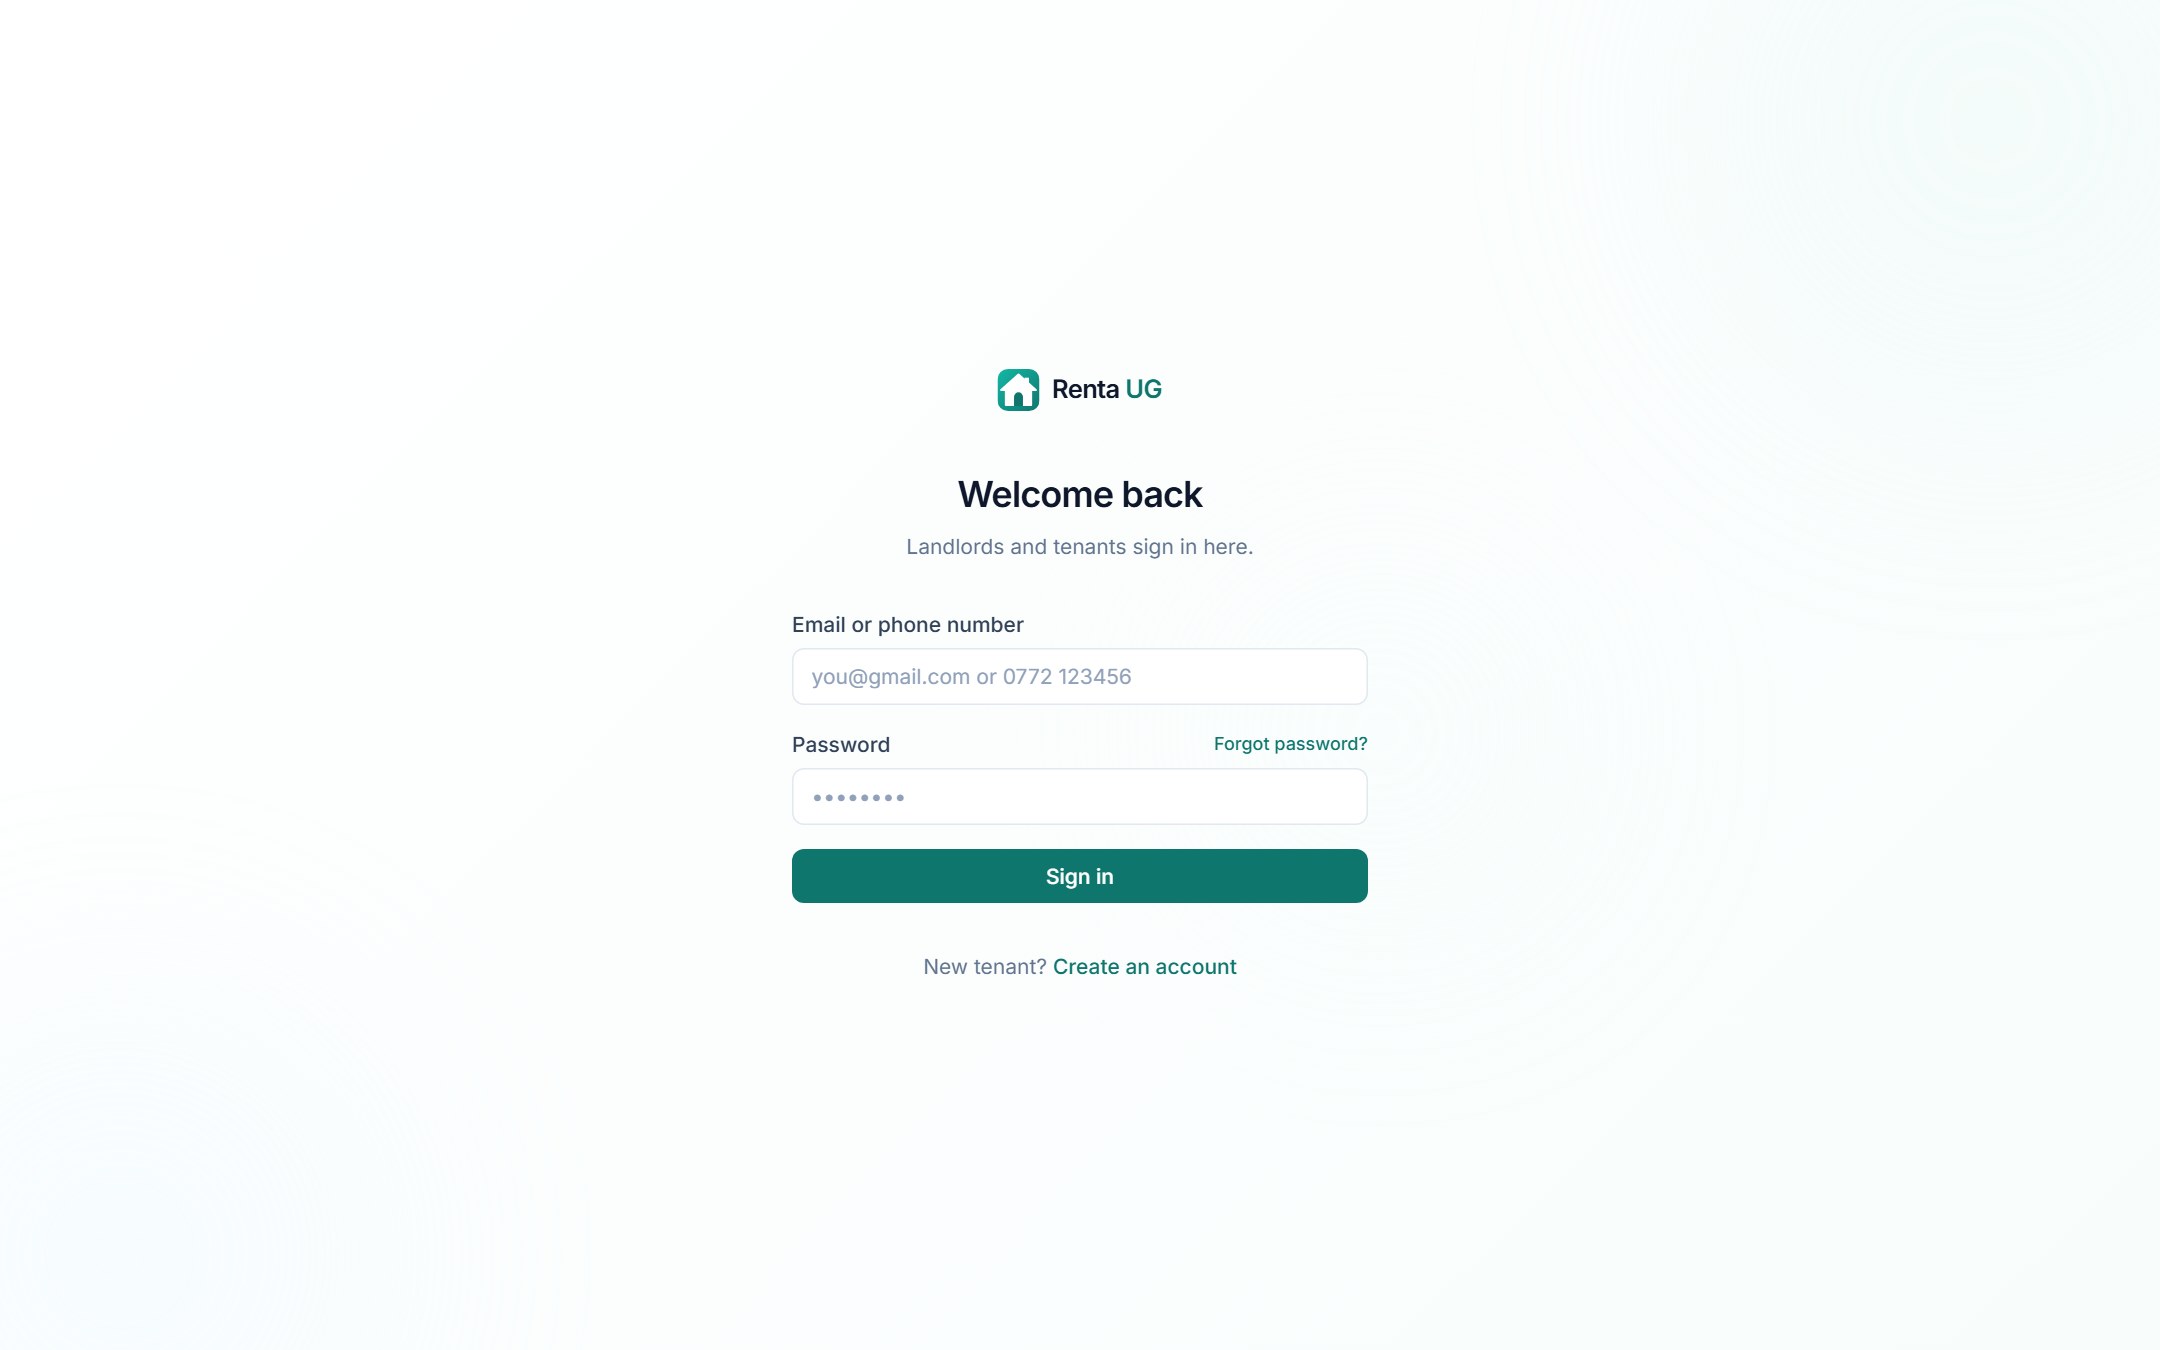 Renta UG
Welcome back
Landlords and tenants sign in here.
Email or phone number
you@gmail.com or 0772 123456
Password Forgot password?
••••••••
Sign in
New tenant? Create an account